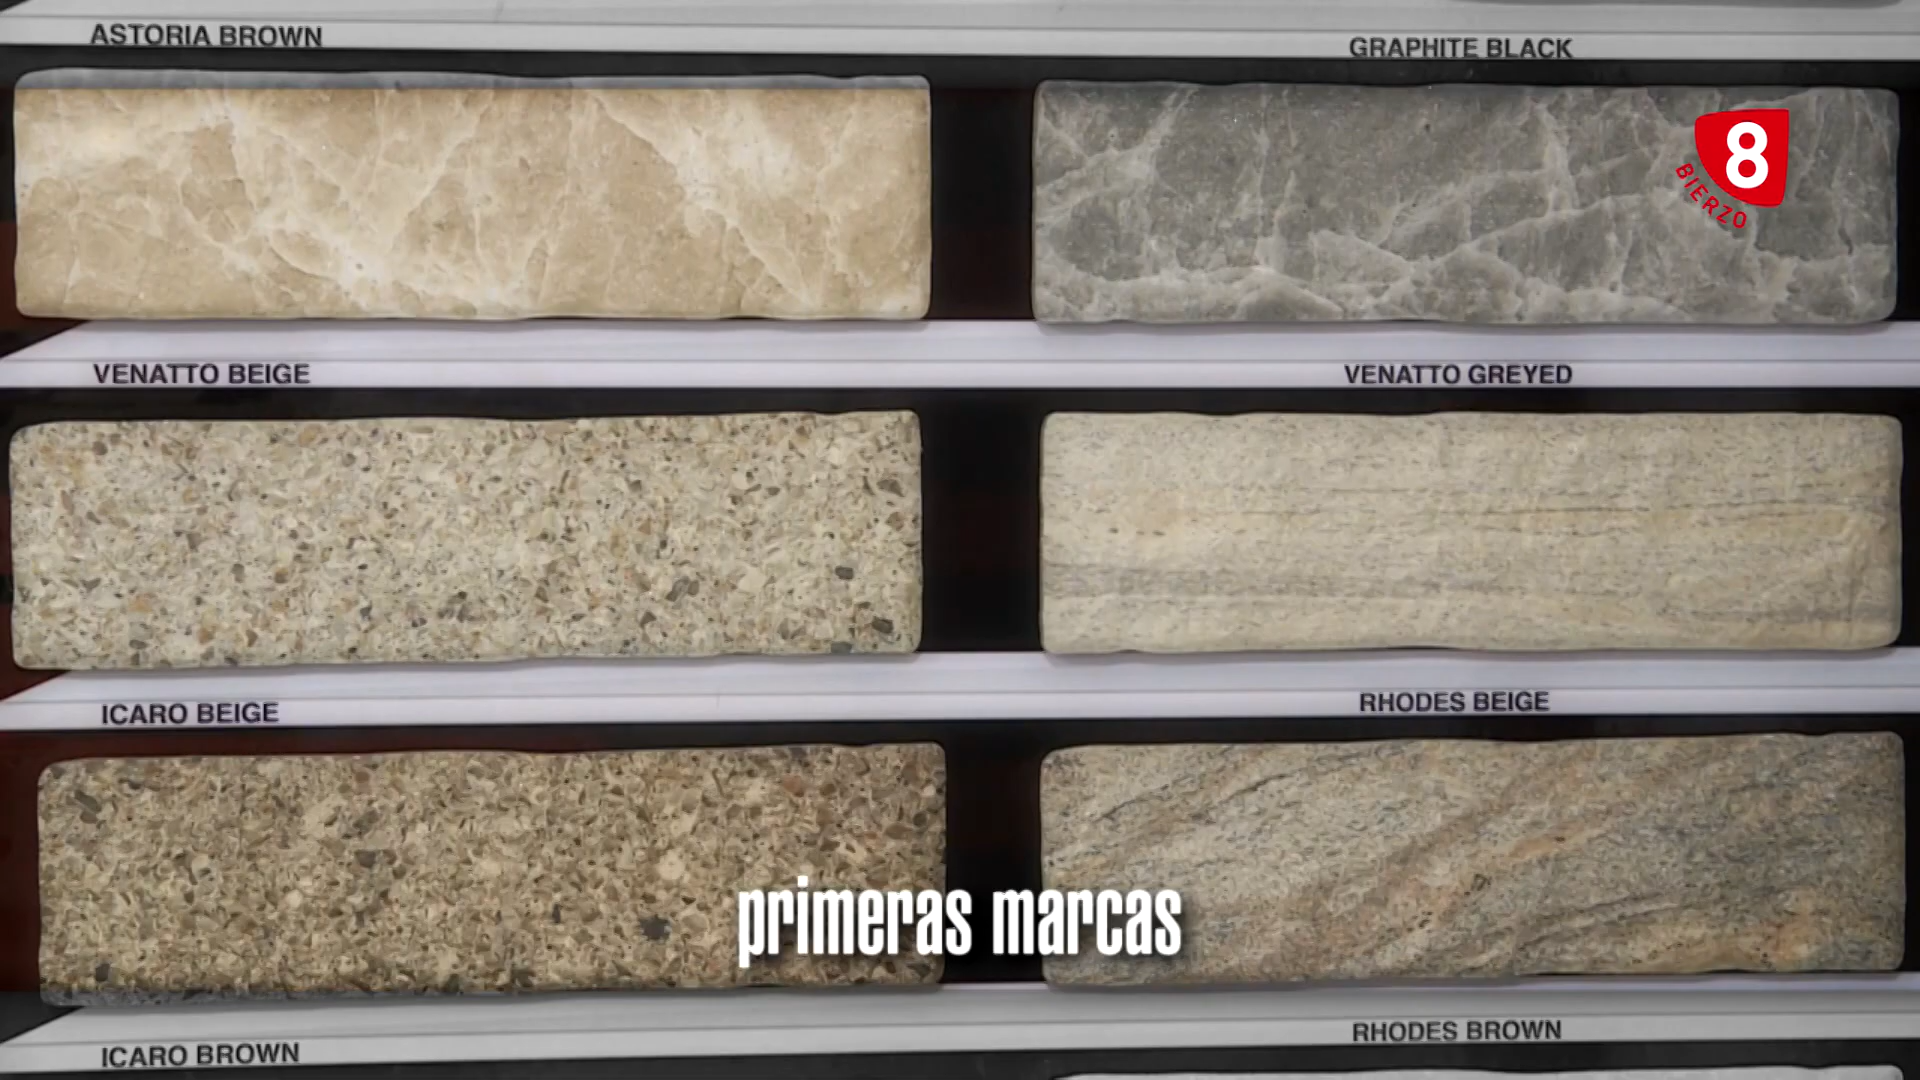 ASTORIA BROWN
GRAPHITE BLACK
8
BIERZO
VENATTO BEIGE
VENATTO GREYED
ICARO BEIGE
RHODES BEIGE
primeras marcas
ICARO BROWN
RHODES BROWN